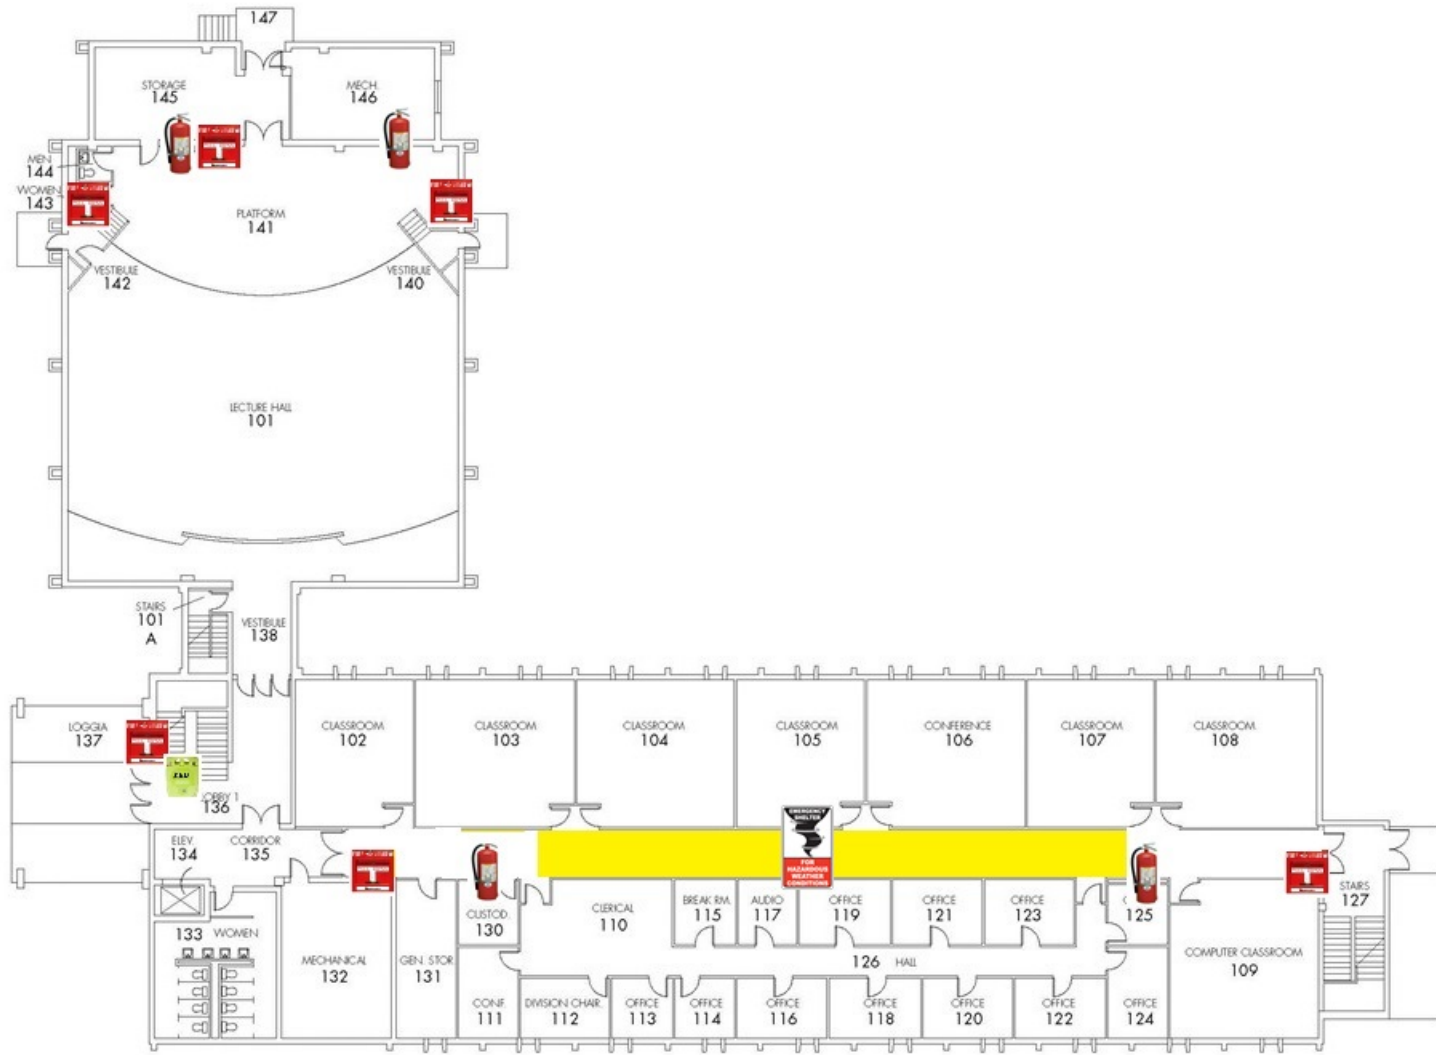 147
STORAGE
145
MECH.
146
MEN
144
WOMEN
143
PLATFORM
141
VESTIBULE
142
VESTIBULE
140
LECTURE HALL
101
STAIRS
101
A
VESTIBULE
138
LOGGIA
137
CLASSROOM
102
CLASSROOM
103
CLASSROOM
104
CLASSROOM
105
CONFERENCE
106
CLASSROOM
107
CLASSROOM
108
OBBY 1
136
ELEV.
134
CORRIDOR
135
EMERGENCY
SHELTER
FOR
HAZARDOUS
WEATHER
CONDITIONS
STAIRS
127
133 WOMEN
MECHANICAL
132
GEN. STOR
131
CUSTOD.
130
CLERICAL
110
BREAK RM.
115
AUDIO
117
OFFICE
119
OFFICE
121
OFFICE
123
125
126 HALL
COMPUTER CLASSROOM
109
CONF.
111
DIVISION CHAIR.
112
OFFICE
113
OFFICE
114
OFFICE
116
OFFICE
118
OFFICE
120
OFFICE
122
OFFICE
124